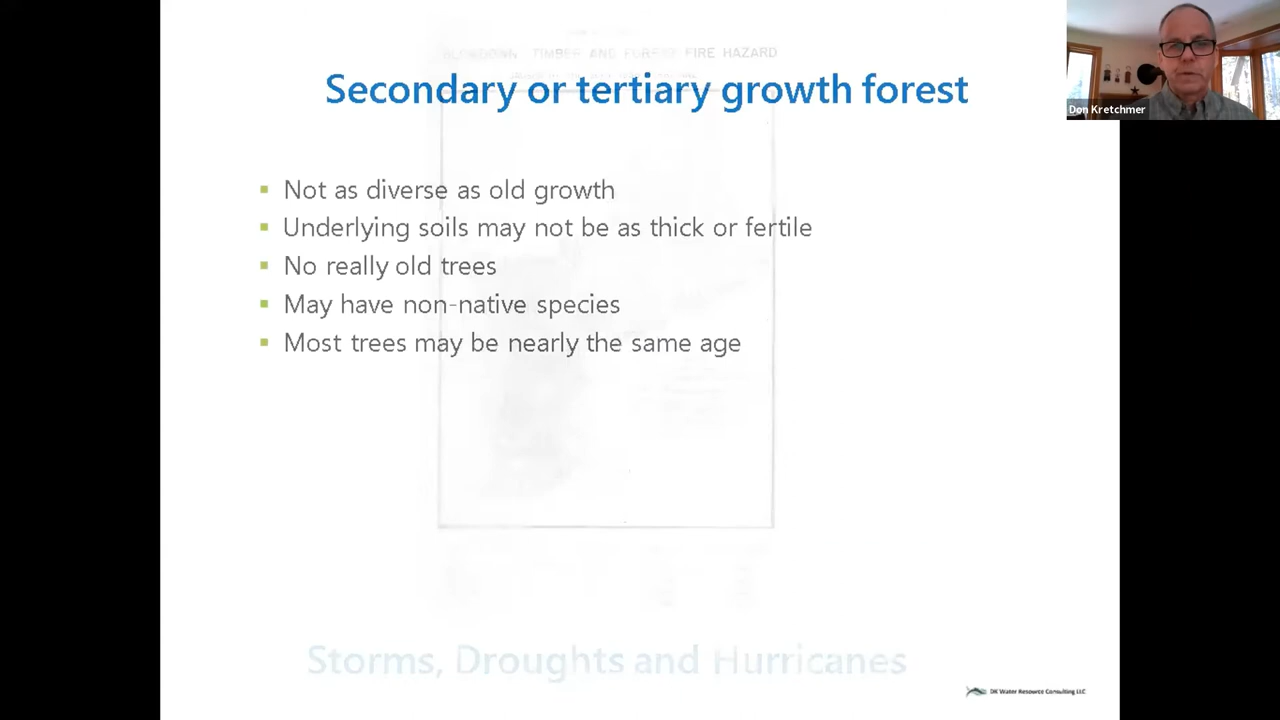 BLOWDOWN TIMBER AND FOREST FIRE HAZARD
Secondary or tertiary growth forest
Don Kretchmer
Not as diverse as old growth
Underlying soils may not be as thick or fertile
No really old trees
May have non-native species
Most trees may be nearly the same age
Storms, Droughts and Hurricanes
DK Water Resource Consulting LLC